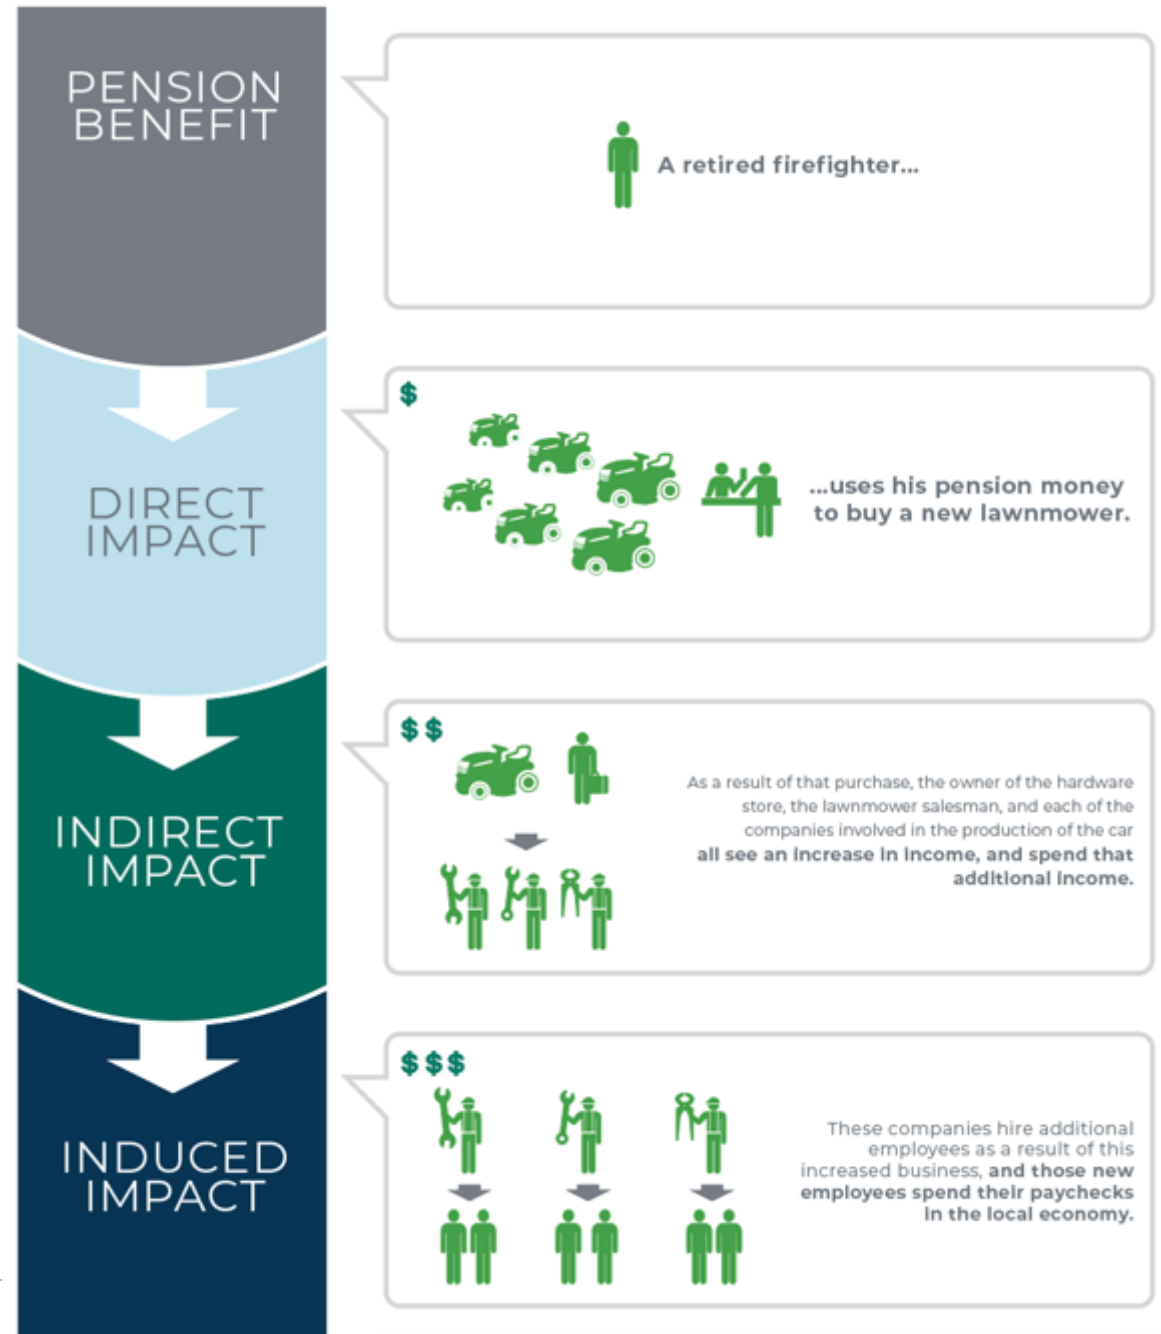 PENSION
BENEFIT
A retired firefighter...
$
DIRECT
IMPACT
...uses his pension money
to buy a new lawnmower.
$$
INDIRECT
IMPACT
As a result of that purchase, the owner of the hardware
store, the lawnmower salesman, and each of the
companies involved in the production of the car
all see an increase in income, and spend that
additional income.
$$$
INDUCED
IMPACT
These companies hire additional
employees as a result of this
increased business, and those new
employees spend their paychecks
in the local economy.